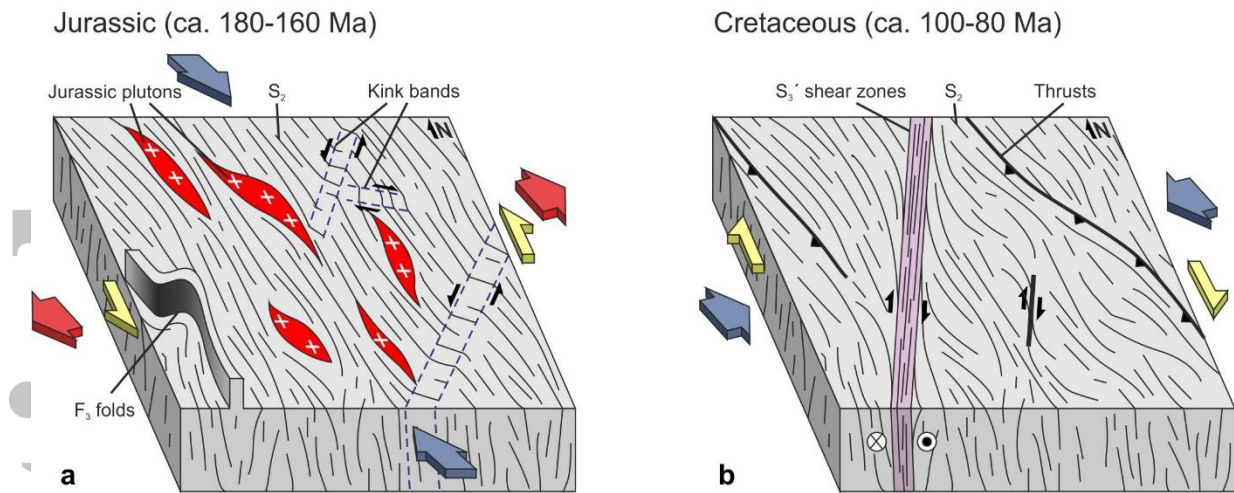 Jurassic (ca. 180-160 Ma)
Jurassic plutons
S₂
Kink bands
N
F₃ folds
a
Cretaceous (ca. 100-80 Ma)
S₃´ shear zones
S₂
Thrusts
N
b